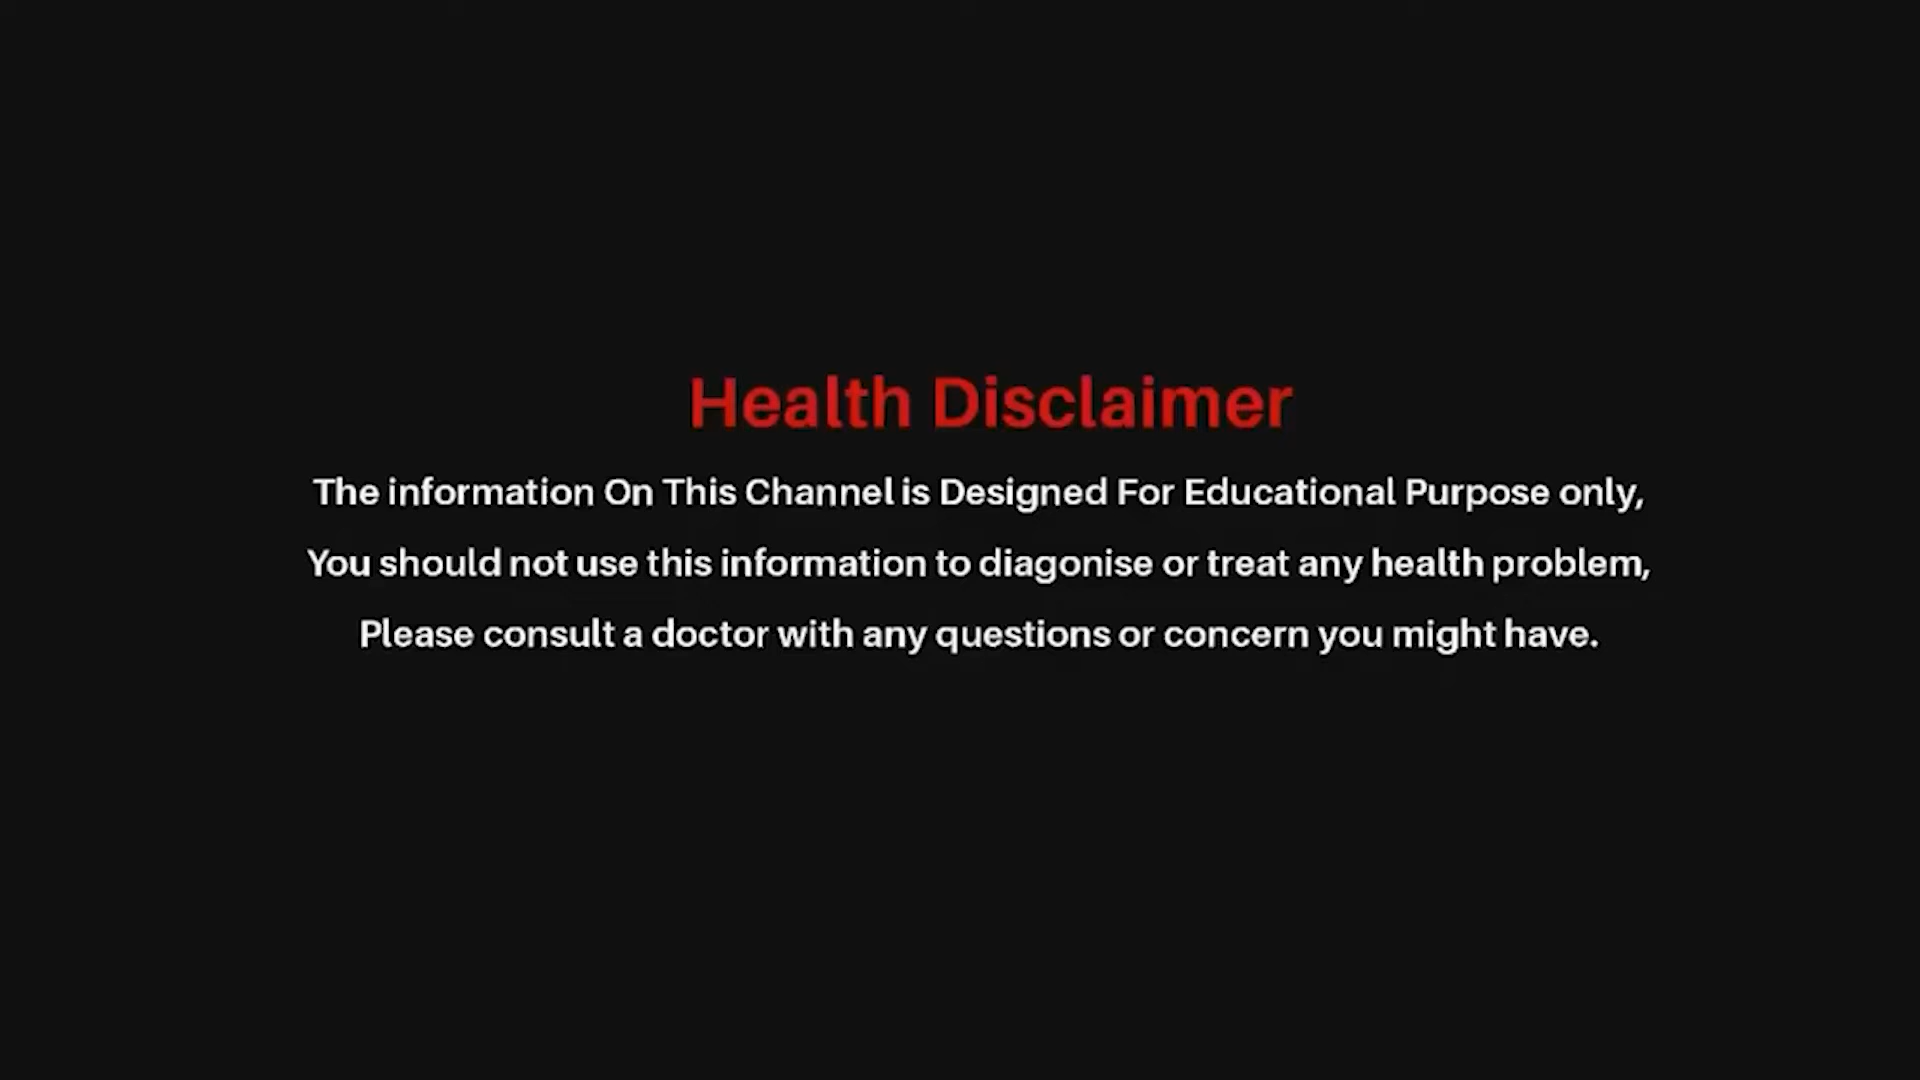 Health Disclaimer
The information On This Channel is Designed For Educational Purpose only,
You should not use this information to diagonise or treat any health problem,
Please consult a doctor with any questions or concern you might have.